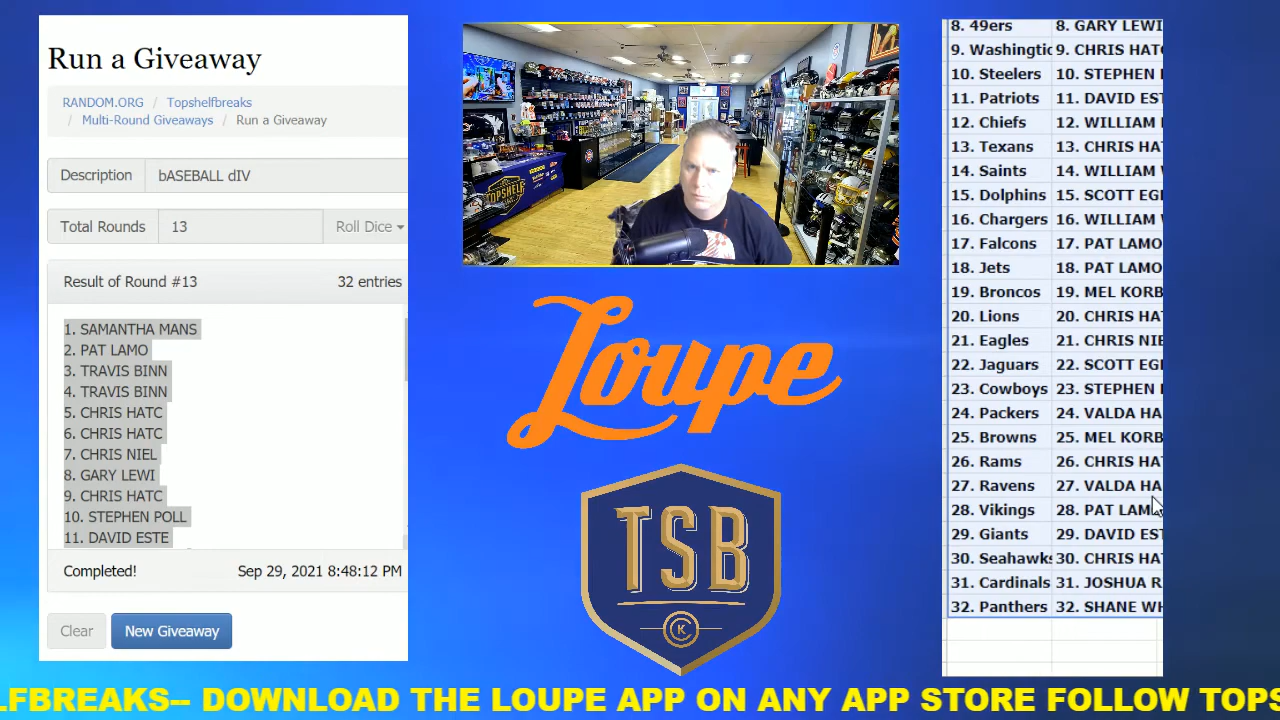 Run a Giveaway
RANDOM.ORG / Topshelfbreaks
/ Multi-Round Giveaways / Run a Giveaway
Description bASEBALL dIV
Total Rounds 13 Roll Dice
Result of Round #13 32 entries
1. SAMANTHA MANS
2. PAT LAMO
3. TRAVIS BINN
4. TRAVIS BINN
5. CHRIS HATC
6. CHRIS HATC
7. CHRIS NIEL
8. GARY LEWI
9. CHRIS HATC
10. STEPHEN POLL
11. DAVID ESTE
Completed! Sep 29, 2021 8:48:12 PM
Clear New Giveaway
TOPSHELF
Loupe
TSB
K
8. 49ers 8. GARY LEWI
9. Washingtic 9. CHRIS HATC
10. Steelers 10. STEPHEN
11. Patriots 11. DAVID EST
12. Chiefs 12. WILLIAM
13. Texans 13. CHRIS HA
14. Saints 14. WILLIAM
15. Dolphins 15. SCOTT EG
16. Chargers 16. WILLIAM
17. Falcons 17. PAT LAMO
18. Jets 18. PAT LAMO
19. Broncos 19. MEL KORB
20. Lions 20. CHRIS HA
21. Eagles 21. CHRIS NIE
22. Jaguars 22. SCOTT EG
23. Cowboys 23. STEPHEN
24. Packers 24. VALDA HA
25. Browns 25. MEL KORB
26. Rams 26. CHRIS HA
27. Ravens 27. VALDA HA
28. Vikings 28. PAT LAM
29. Giants 29. DAVID EST
30. Seahawks 30. CHRIS HA
31. Cardinals 31. JOSHUA R
32. Panthers 32. SHANE WH
LFBREAKS-- DOWNLOAD THE LOUPE APP ON ANY APP STORE FOLLOW TOPS